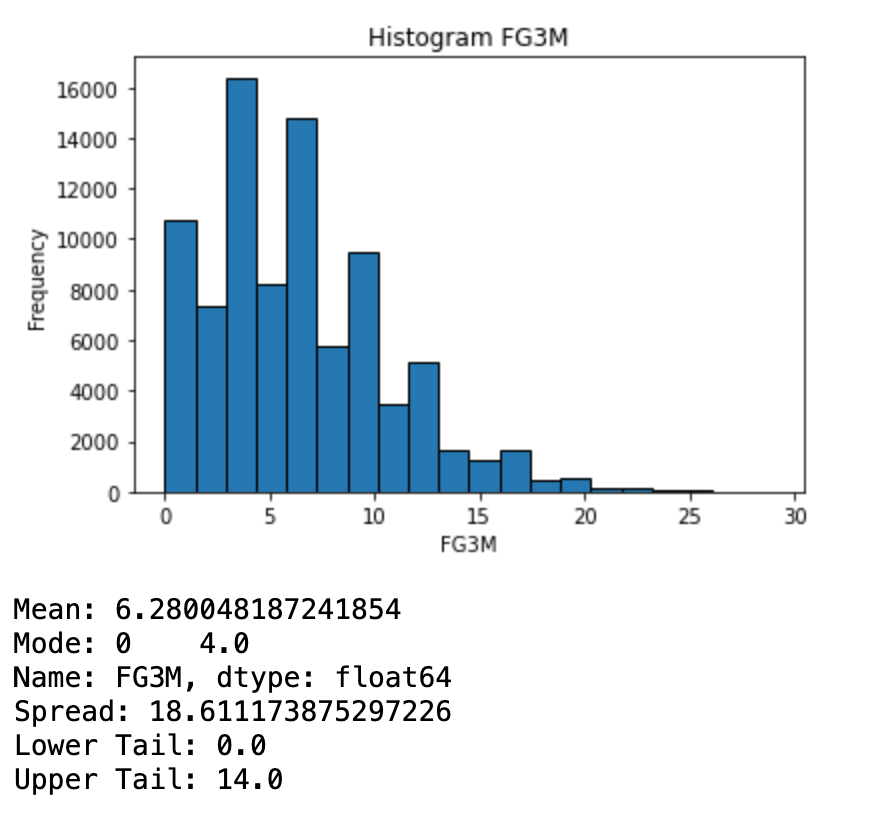 Histogram FG3M
16000
14000
12000
10000
8000
6000
4000
2000
0
Frequency
0 5 10 15 20 25 30
FG3M
Mean: 6.280048187241854
Mode: 0    4.0
Name: FG3M, dtype: float64
Spread: 18.611173875297226
Lower Tail: 0.0
Upper Tail: 14.0